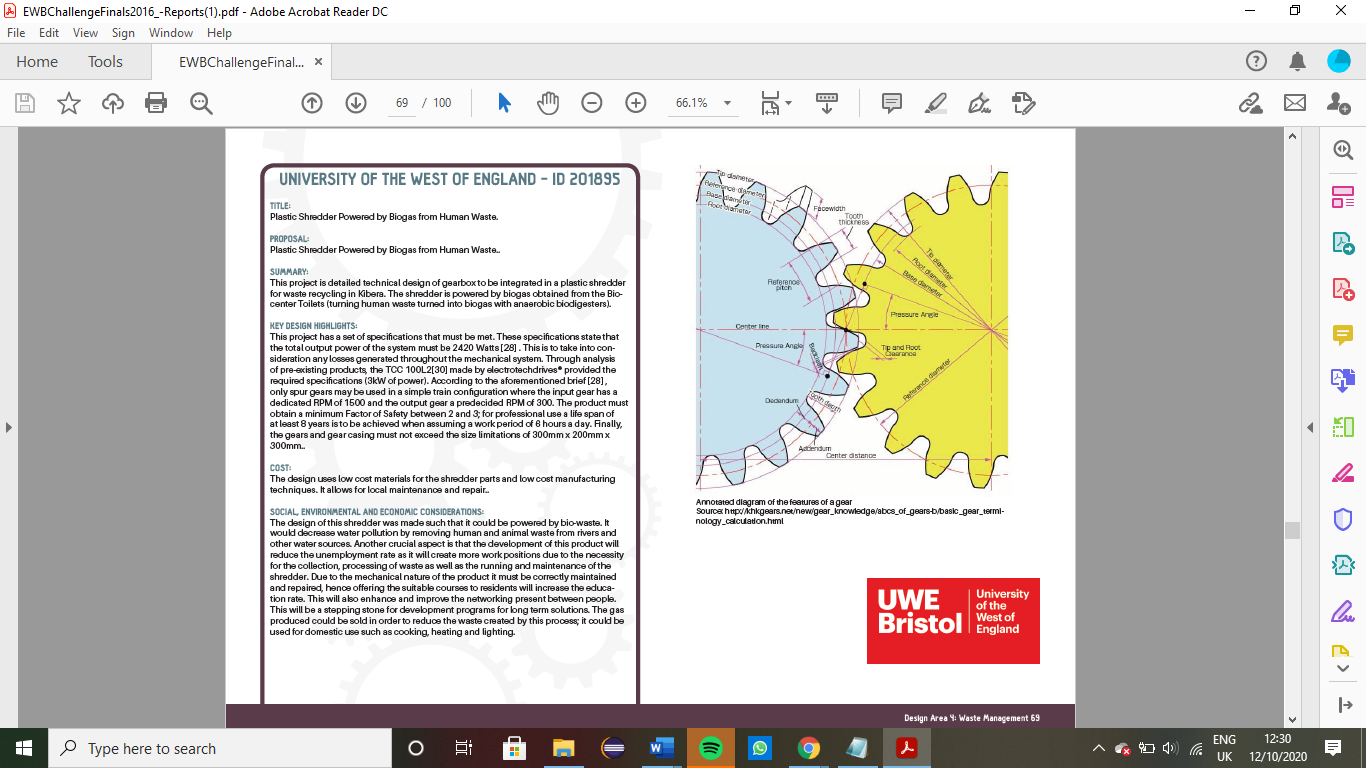 EWBChallengeFinals2016_-Reports(1).pdf - Adobe Acrobat Reader DC
File Edit View Sign Window Help
Home Tools EWBChallengeFinal... ×
69 / 100 66.1%
UNIVERSITY OF THE WEST OF ENGLAND - ID 201895
TITLE:
Plastic Shredder Powered by Biogas from Human Waste.
PROPOSAL:
Plastic Shredder Powered by Biogas from Human Waste..
SUMMARY:
This project is detailed technical design of gearbox to be integrated in a plastic shredder
for waste recycling in Kibera. The shredder is powered by biogas obtained from the Bio-
center Toilets (turning human waste turned into biogas with anaerobic biodigesters).
KEY DESIGN HIGHLIGHTS:
This project has a set of specifications that must be met. These specifications state that
the total output power of the system must be 2420 Watts [28] . This is to take into con-
sideration any losses generated throughout the mechanical system. Through analysis
of pre-existing products, the TCC 100L2[30] made by electrotechdrives® provided the
required specifications (3kW of power). According to the aforementioned brief [28] ,
only spur gears may be used in a simple train configuration where the input gear has a
dedicated RPM of 1500 and the output gear a predecided RPM of 300. The product must
obtain a minimum Factor of Safety between 2 and 3; for professional use a life span of
at least 8 years is to be achieved when assuming a work period of 6 hours a day. Finally,
the gears and gear casing must not exceed the size limitations of 300mm x 200mm x
300mm..
COST:
The design uses low cost materials for the shredder parts and low cost manufacturing
techniques. It allows for local maintenance and repair..
SOCIAL, ENVIRONMENTAL AND ECONOMIC CONSIDERATIONS:
The design of this shredder was made such that it could be powered by bio-waste. It
would decrease water pollution by removing human and animal waste from rivers and
other water sources. Another crucial aspect is that the development of this product will
reduce the unemployment rate as it will create more work positions due to the necessity
for the collection, processing of waste as well as the running and maintenance of the
shredder. Due to the mechanical nature of the product it must be correctly maintained
and repaired, hence offering the suitable courses to residents will increase the educa-
tion rate. This will also enhance and improve the networking present between people.
This will be a stepping stone for development programs for long term solutions. The gas
produced could be sold in order to reduce the waste created by this process; it could be
used for domestic use such as cooking, heating and lighting.
Tip diameter
Reference diameter
Base diameter
Root diameter
Facewidth
Tooth
thickness
Reference
pitch
Center line
Pressure Angle
Backlash
Dedendum
Tooth depth
Addendum
Center distance
Tip diameter
Root diameter
Base diameter
Pressure Angle
Tip and Root
Clearance
Reference diameter
Annotated diagram of the features of a gear
Source: http://khkgears.net/new/gear_knowledge/abcs_of_gears-b/basic_gear_termi-
nology_calculation.html
UWE
Bristol
University
of the
West of
England
Design Area 4: Waste Management 69
Type here to search
ENG
UK
12:30
12/10/2020